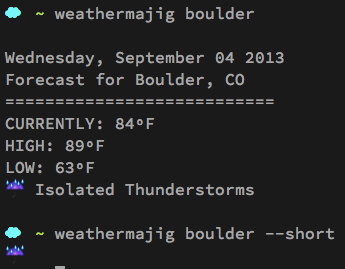 ☁ ~ weathermajig boulder
Wednesday, September 04 2013
Forecast for Boulder, CO
===========================
CURRENTLY: 84ºF
HIGH: 89ºF
LOW: 63ºF
☔ Isolated Thunderstorms
☁ ~ weathermajig boulder --short
☔